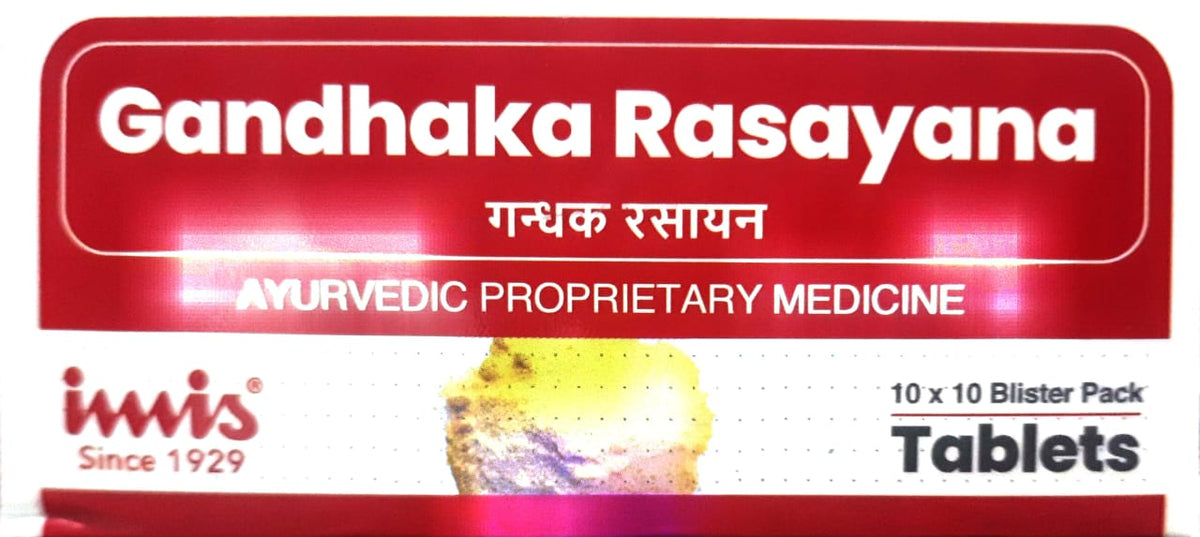 Gandhaka Rasayana
गन्धक रसायन
AYURVEDIC PROPRIETARY MEDICINE
imis®
Since 1929
10 x 10 Blister Pack
Tablets